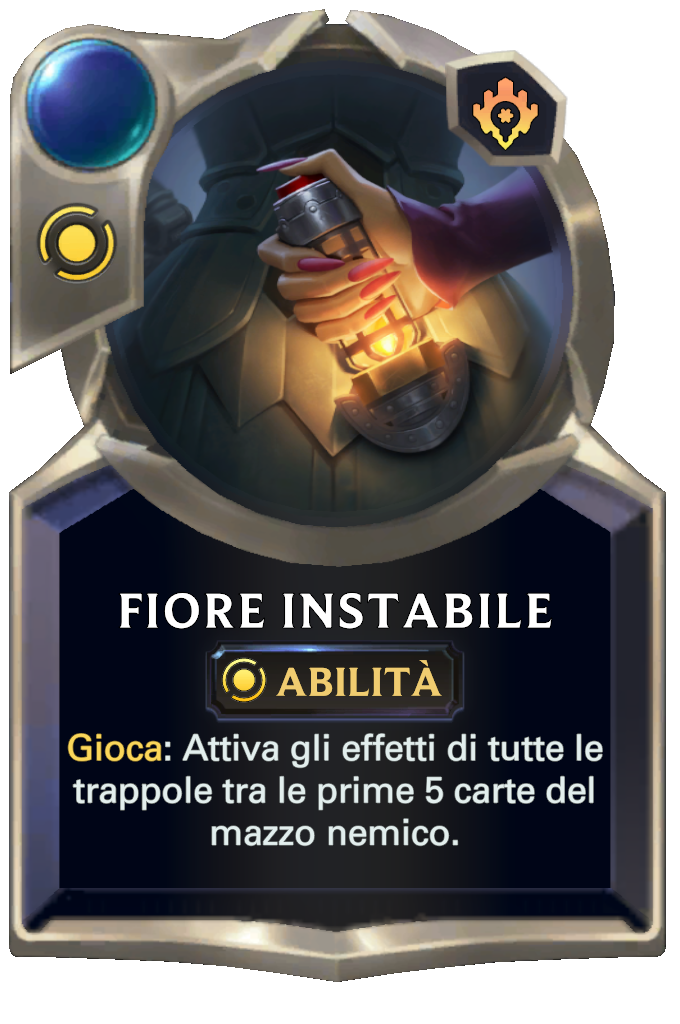 FIORE INSTABILE
ABILITÀ
Gioca: Attiva gli effetti di tutte le
trappole tra le prime 5 carte del
mazzo nemico.